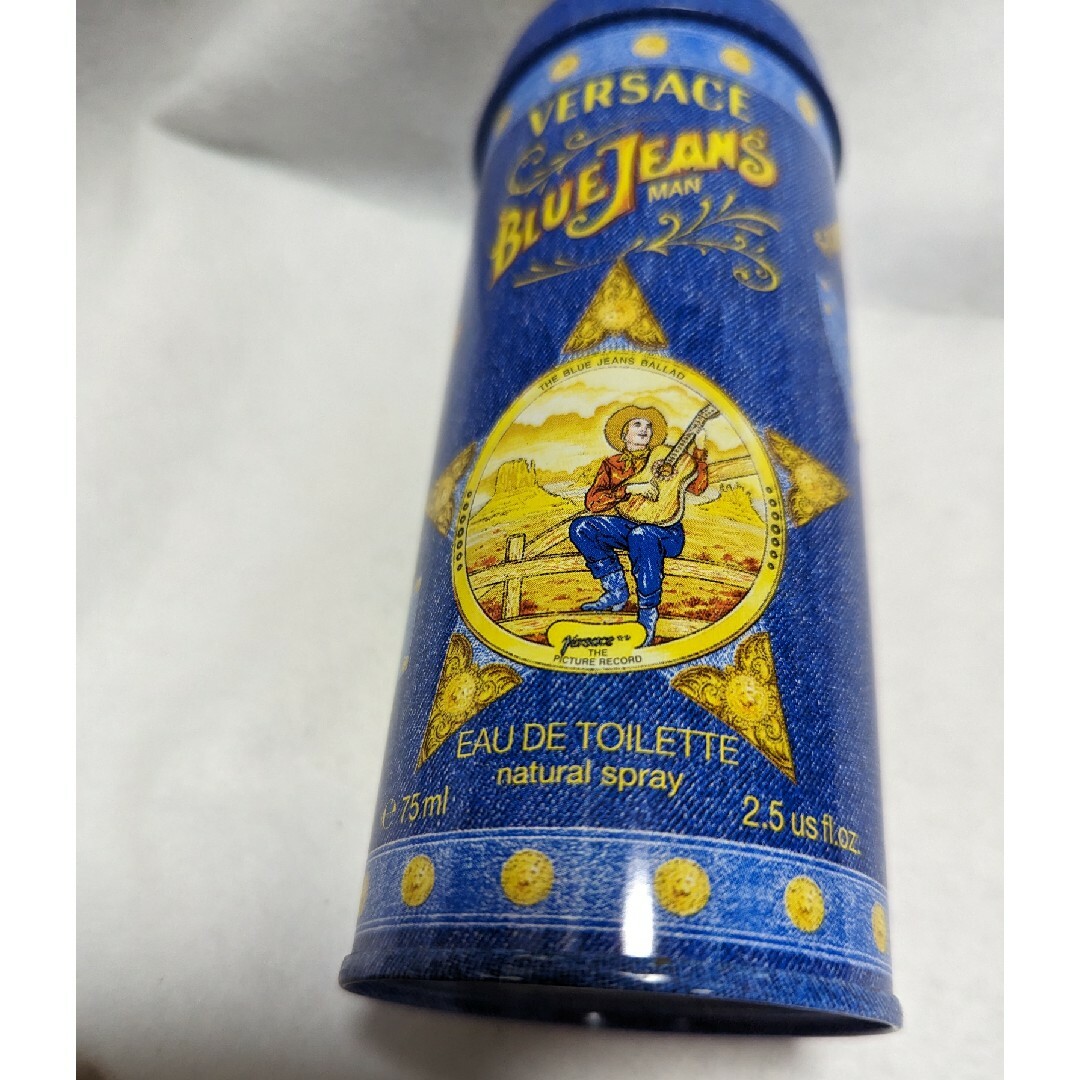 VERSACE
BLUE JEANS
MAN
THE BLUE JEANS BALLAD
Versace
THE
PICTURE RECORD
EAU DE TOILETTE
natural spray
℮ 75 ml
2.5 us fl.oz.